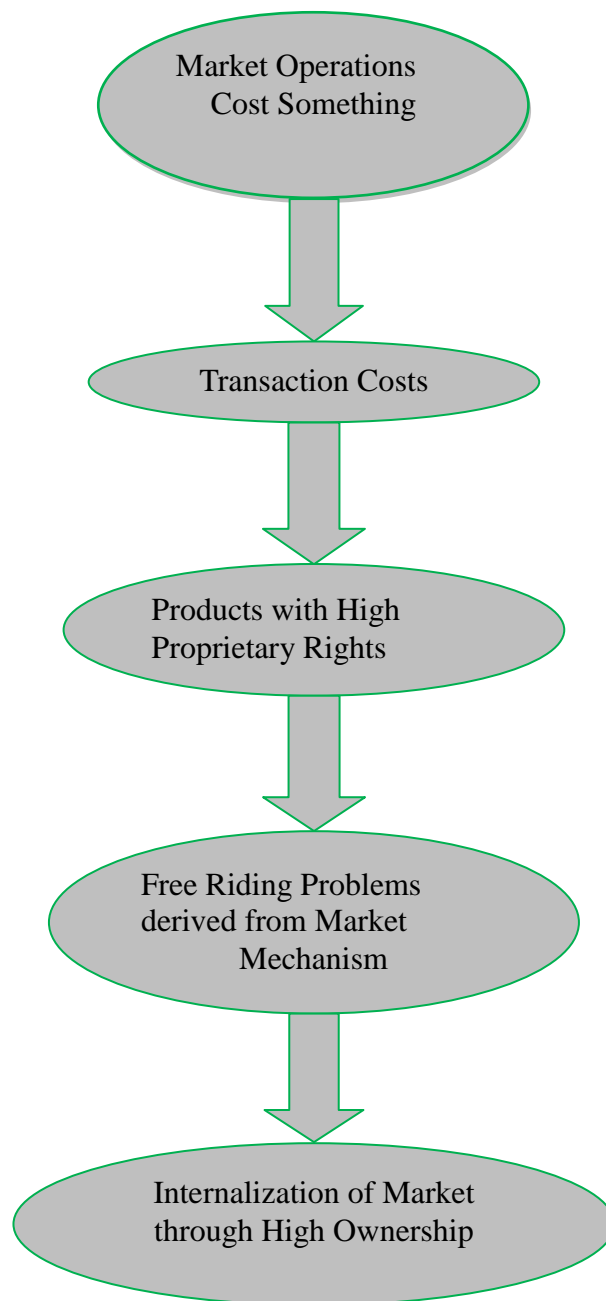 Market Operations
Cost Something
Transaction Costs
Products with High
Proprietary Rights
Free Riding Problems
derived from Market
Mechanism
Internalization of Market
through High Ownership